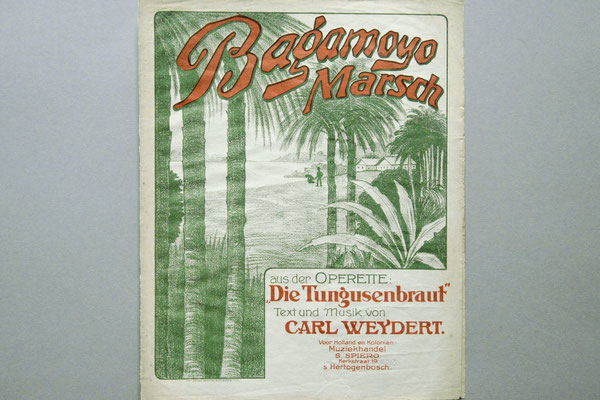 Bagamoyo
Marsch
aus der OPERETTE:
„Die Tungusenbraut"
Text und Musik von
CARL WEYDERT.
Voor Holland en Kolonien:
Muziekhandel
S. SPIERO
Kerkstraat 19
s Hertogenbosch.